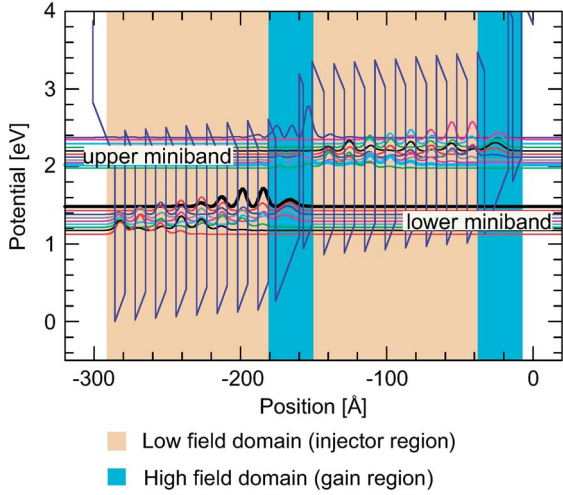 4
3
2
1
0
Potential [eV]
upper miniband
lower miniband
-300
-200
-100
0
Position [Å]
Low field domain (injector region)
High field domain (gain region)